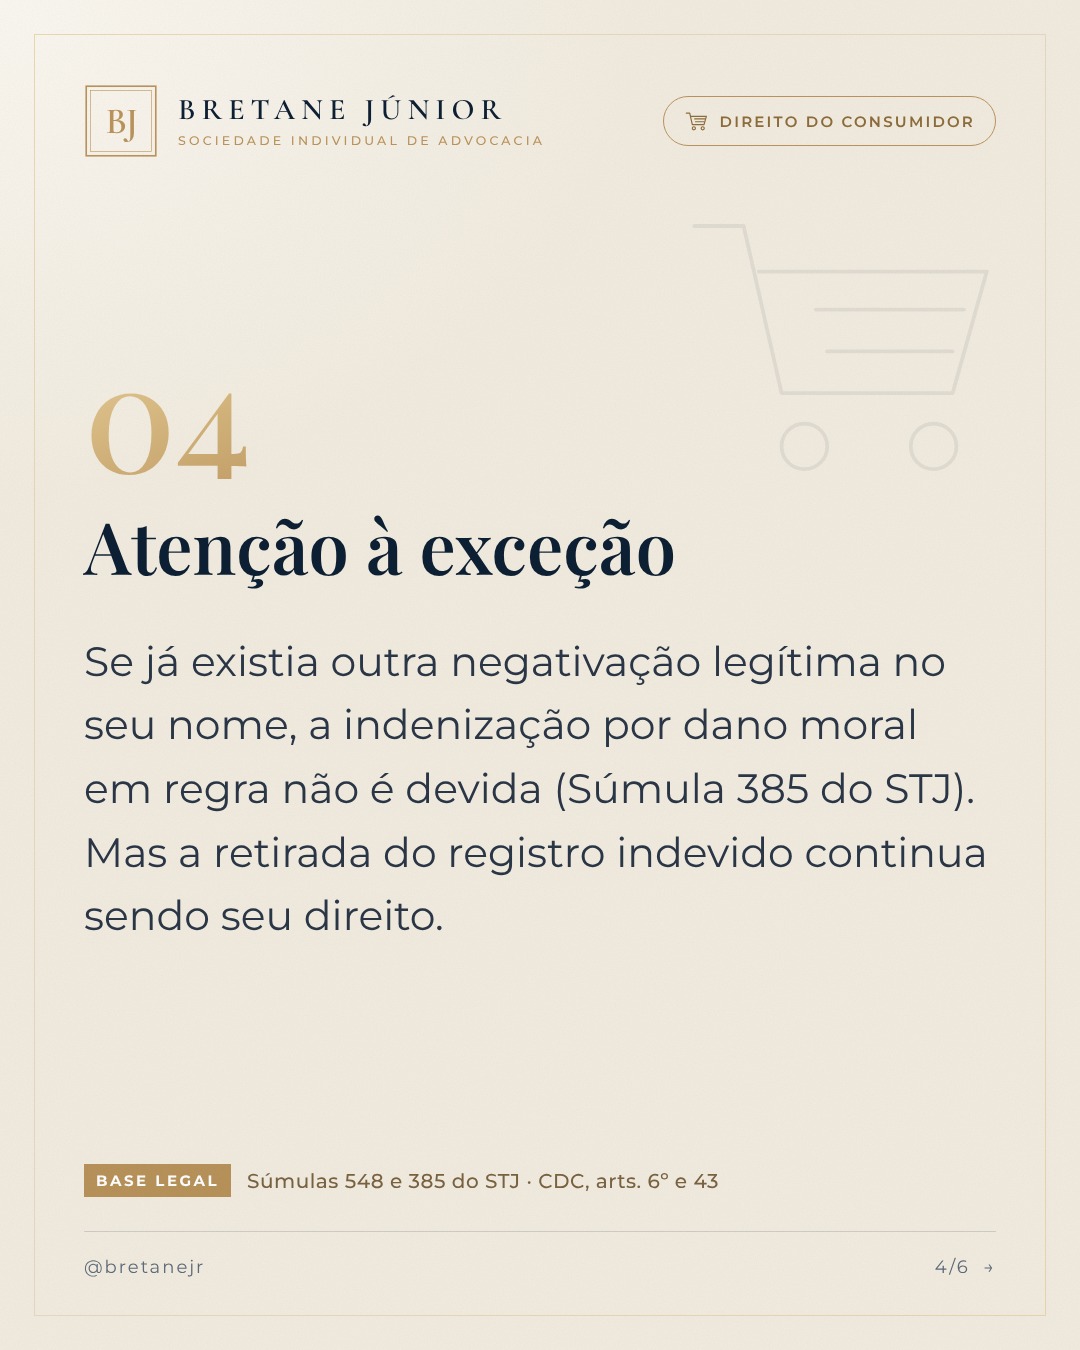 BJ
BRETANE JÚNIOR
SOCIEDADE INDIVIDUAL DE ADVOCACIA
DIREITO DO CONSUMIDOR
04
Atenção à exceção
Se já existia outra negativação legítima no
seu nome, a indenização por dano moral
em regra não é devida (Súmula 385 do STJ).
Mas a retirada do registro indevido continua
sendo seu direito.
BASE LEGAL Súmulas 548 e 385 do STJ · CDC, arts. 6º e 43
@bretanejr
4/6 →